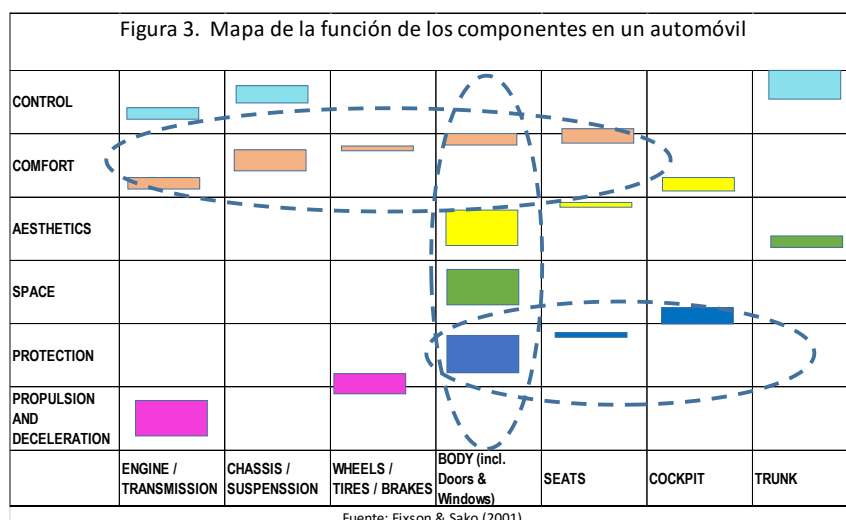 Figura 3. Mapa de la función de los componentes en un automóvil
CONTROL
COMFORT
AESTHETICS
SPACE
PROTECTION
PROPULSION
AND
DECELERATION
ENGINE /
TRANSMISSION
CHASSIS /
SUSPENSSION
WHEELS /
TIRES / BRAKES
BODY (incl.
Doors &
Windows)
SEATS
COCKPIT
TRUNK
Fuente: Fixson & Sako (2001)